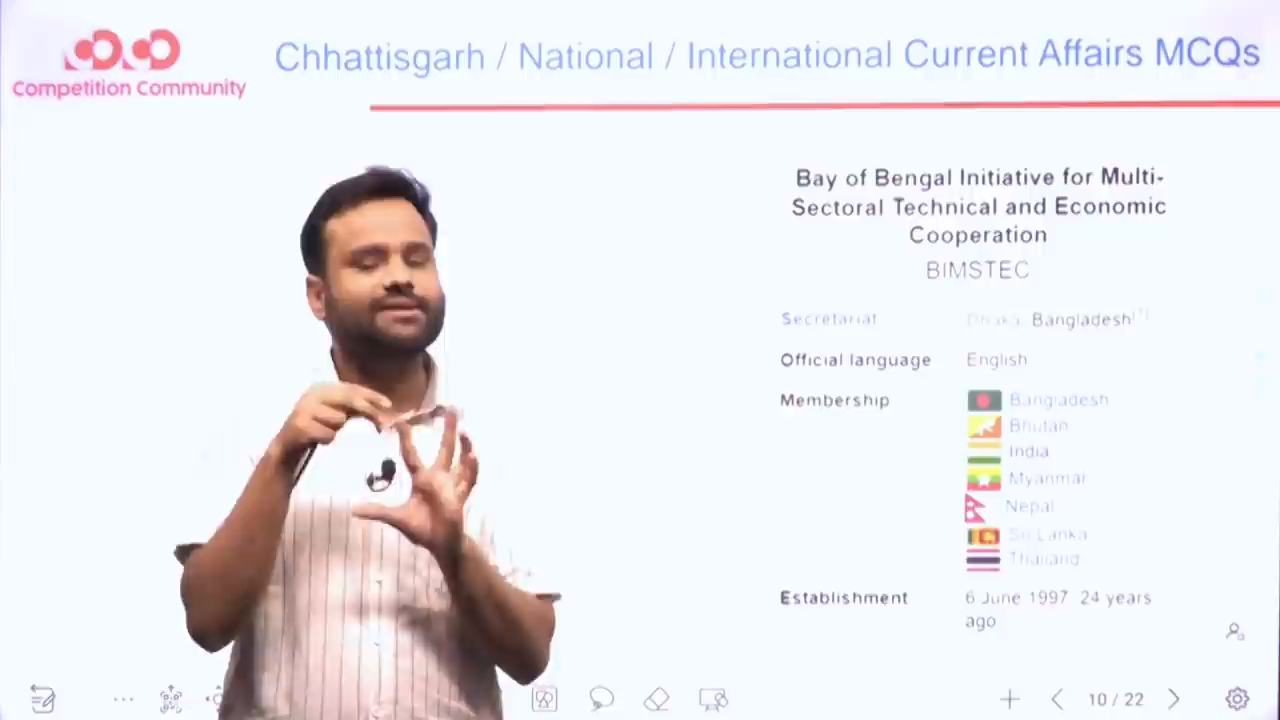 Competition Community
Chhattisgarh / National / International Current Affairs MCQs
Bay of Bengal Initiative for Multi-
Sectoral Technical and Economic
Cooperation
BIMSTEC
Secretariat Dhaka, Bangladesh[1]
Official language English
Membership Bangladesh
Bhutan
India
Myanmar
Nepal
Sri Lanka
Thailand
Establishment 6 June 1997 24 years
ago
10 / 22